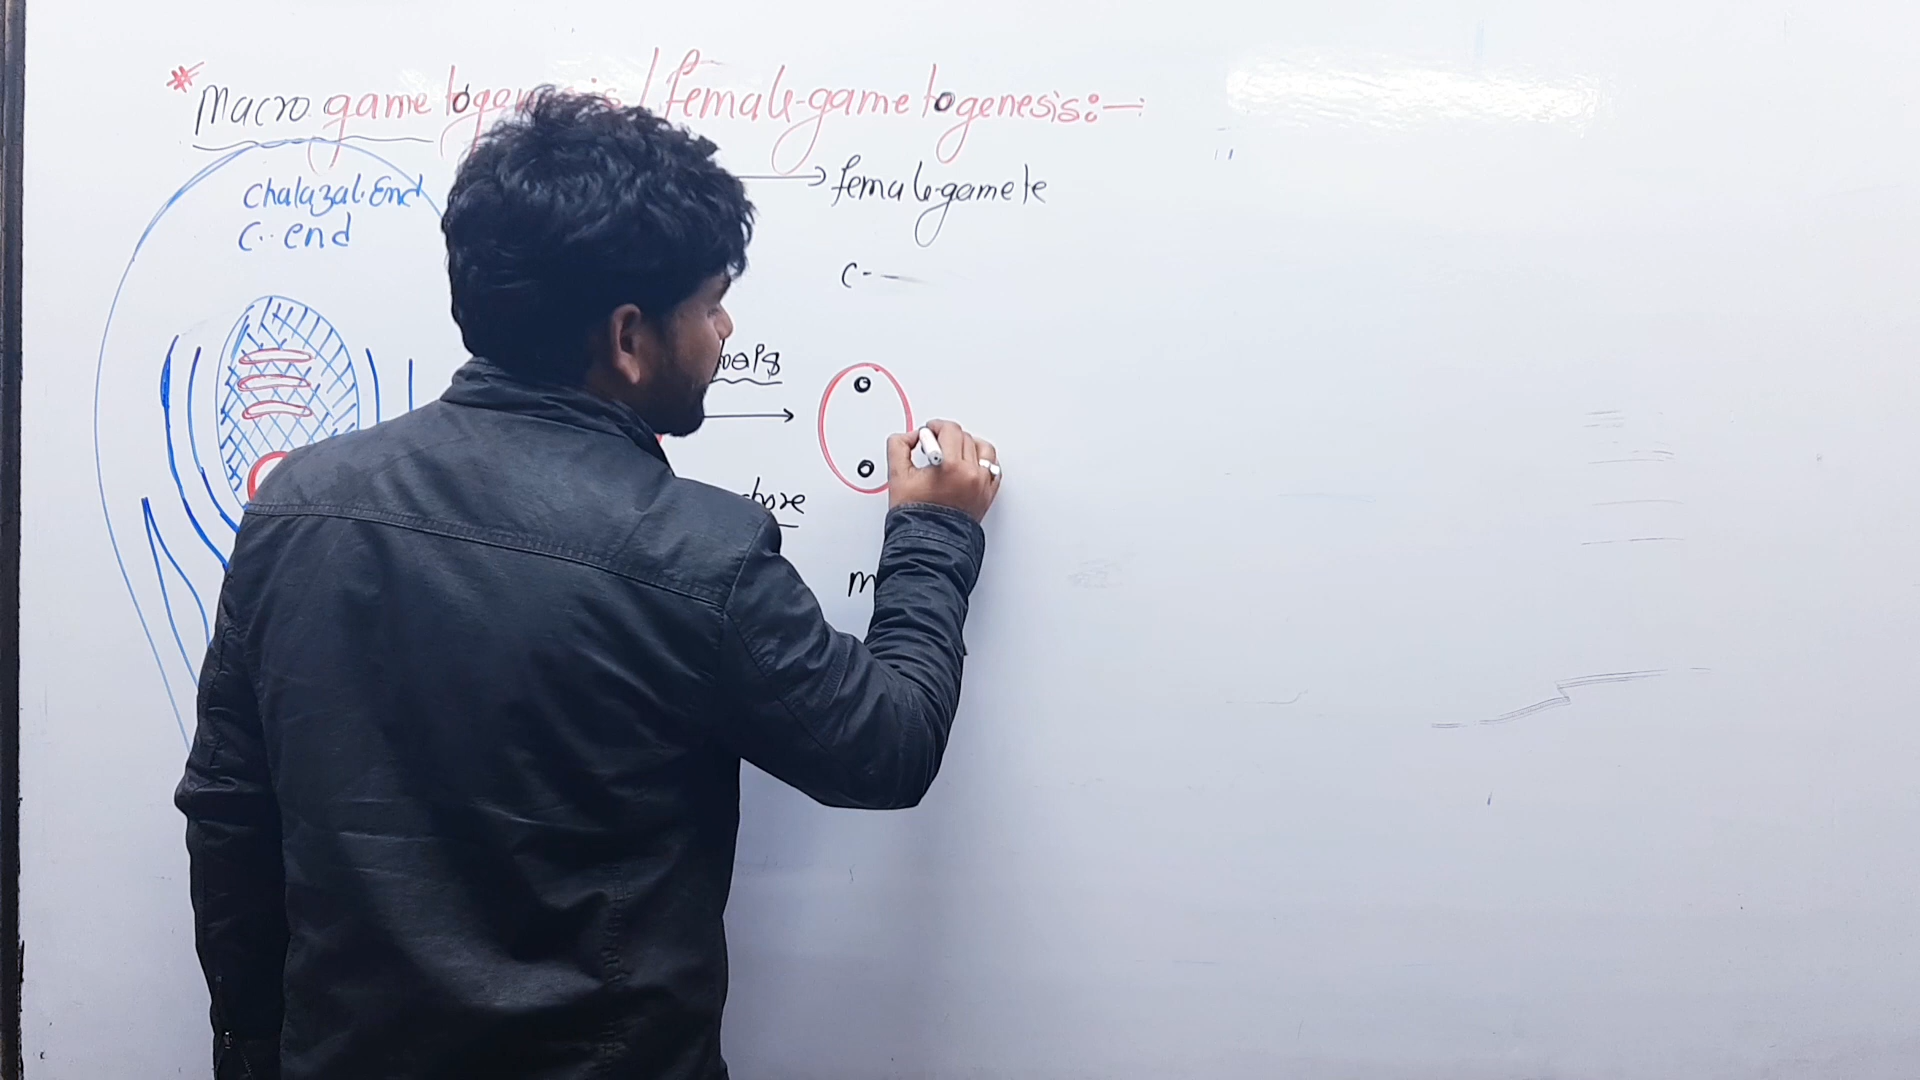 * Macro gametogenesis / female-gametogenesis:-:
Chalazal End
C.. end
female-gamete
C-